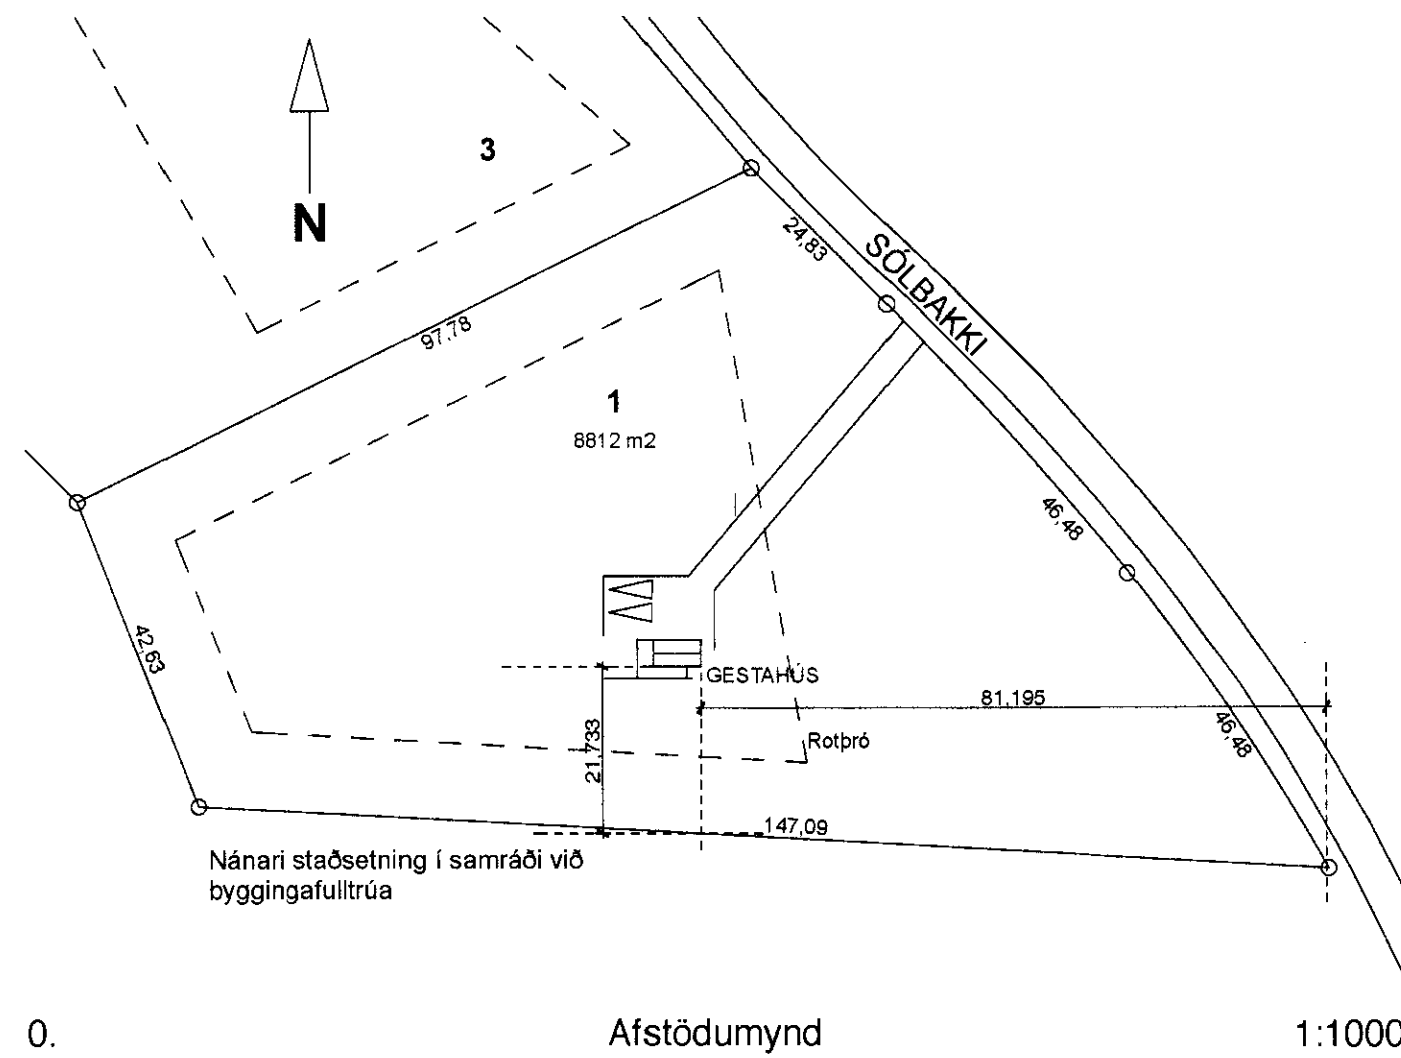 3
N
24,83
SÓLBAKKI
97,78
1
8812 m2
46,48
42,63
GESTAHÚS
81,195
46,48
21,733
Rotþró
147,09
Nánari staðsetning í samráði við
byggingafulltrúa
0.
Afstödumynd
1:1000